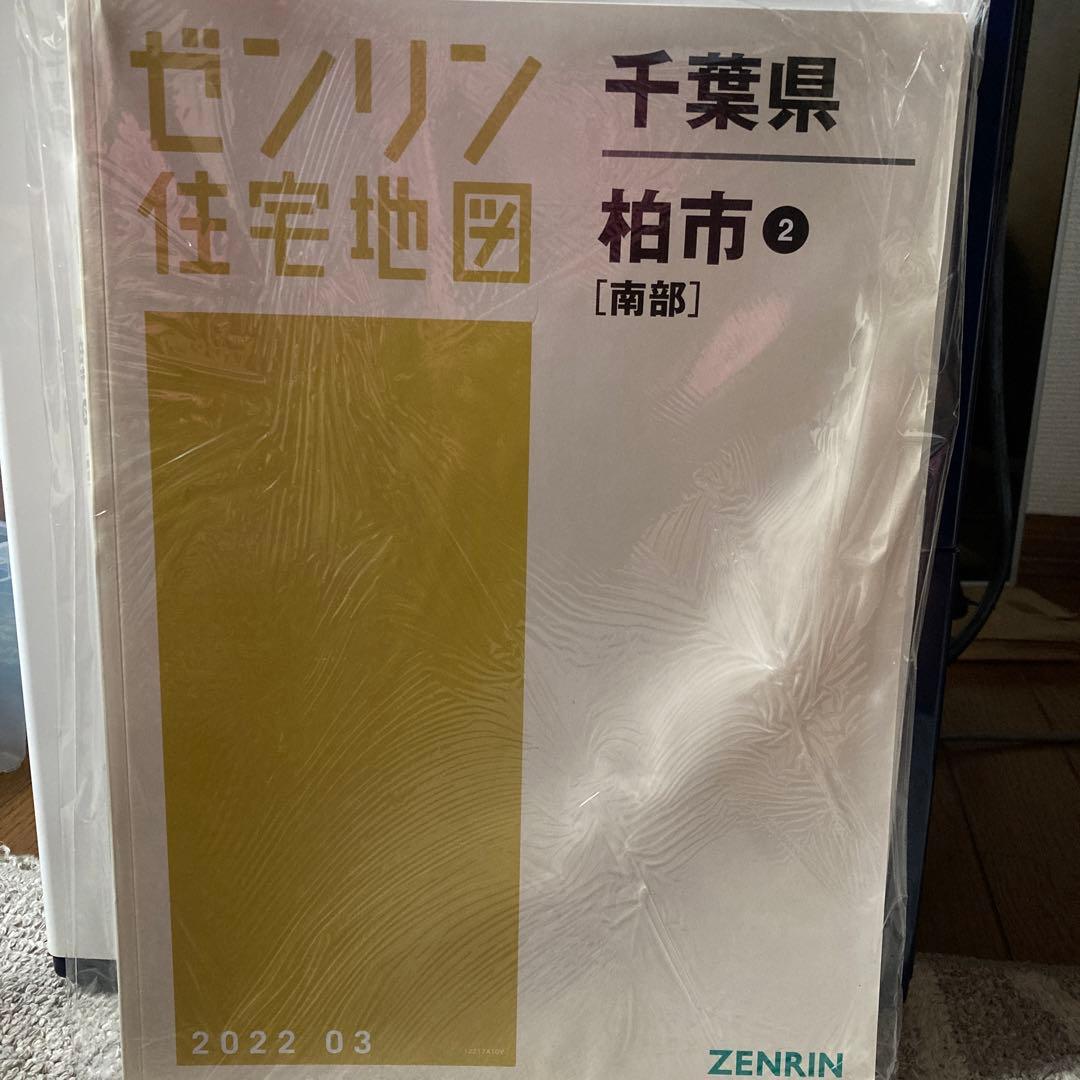 ゼンリン
住宅地図
千葉県
柏市2
[南部]
2022 03
ZENRIN